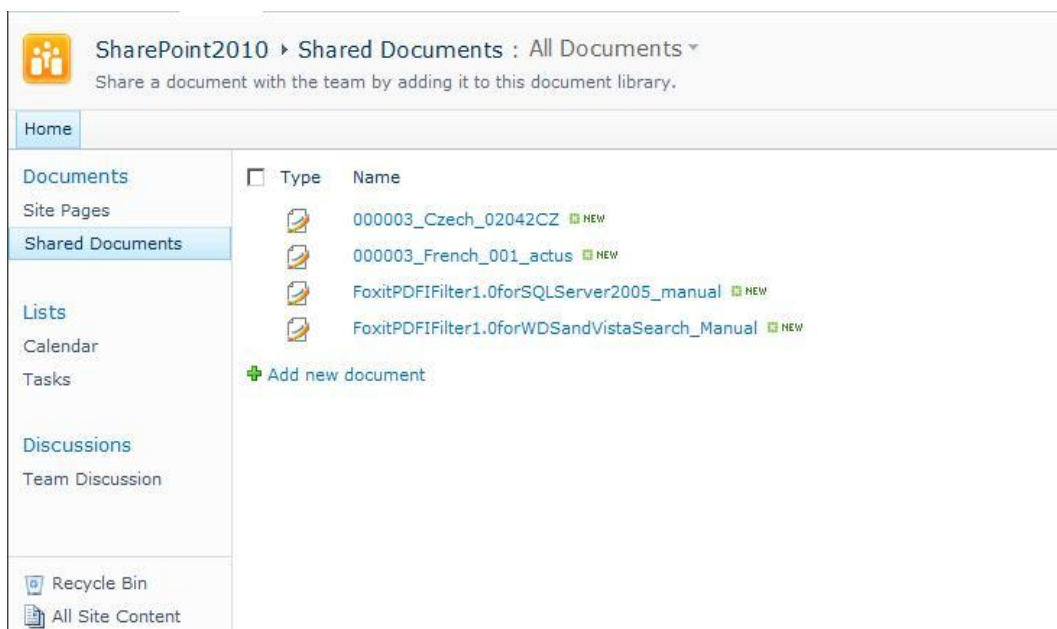 SharePoint2010 ▸ Shared Documents : All Documents
Share a document with the team by adding it to this document library.
Home
Documents
Site Pages
Shared Documents
Lists
Calendar
Tasks
Discussions
Team Discussion
Recycle Bin
All Site Content
Type Name
000003_Czech_02042CZ NEW
000003_French_001_actus NEW
FoxitPDFIFilter1.0forSQLServer2005_manual NEW
FoxitPDFIFilter1.0forWDSandVistaSearch_Manual NEW
Add new document